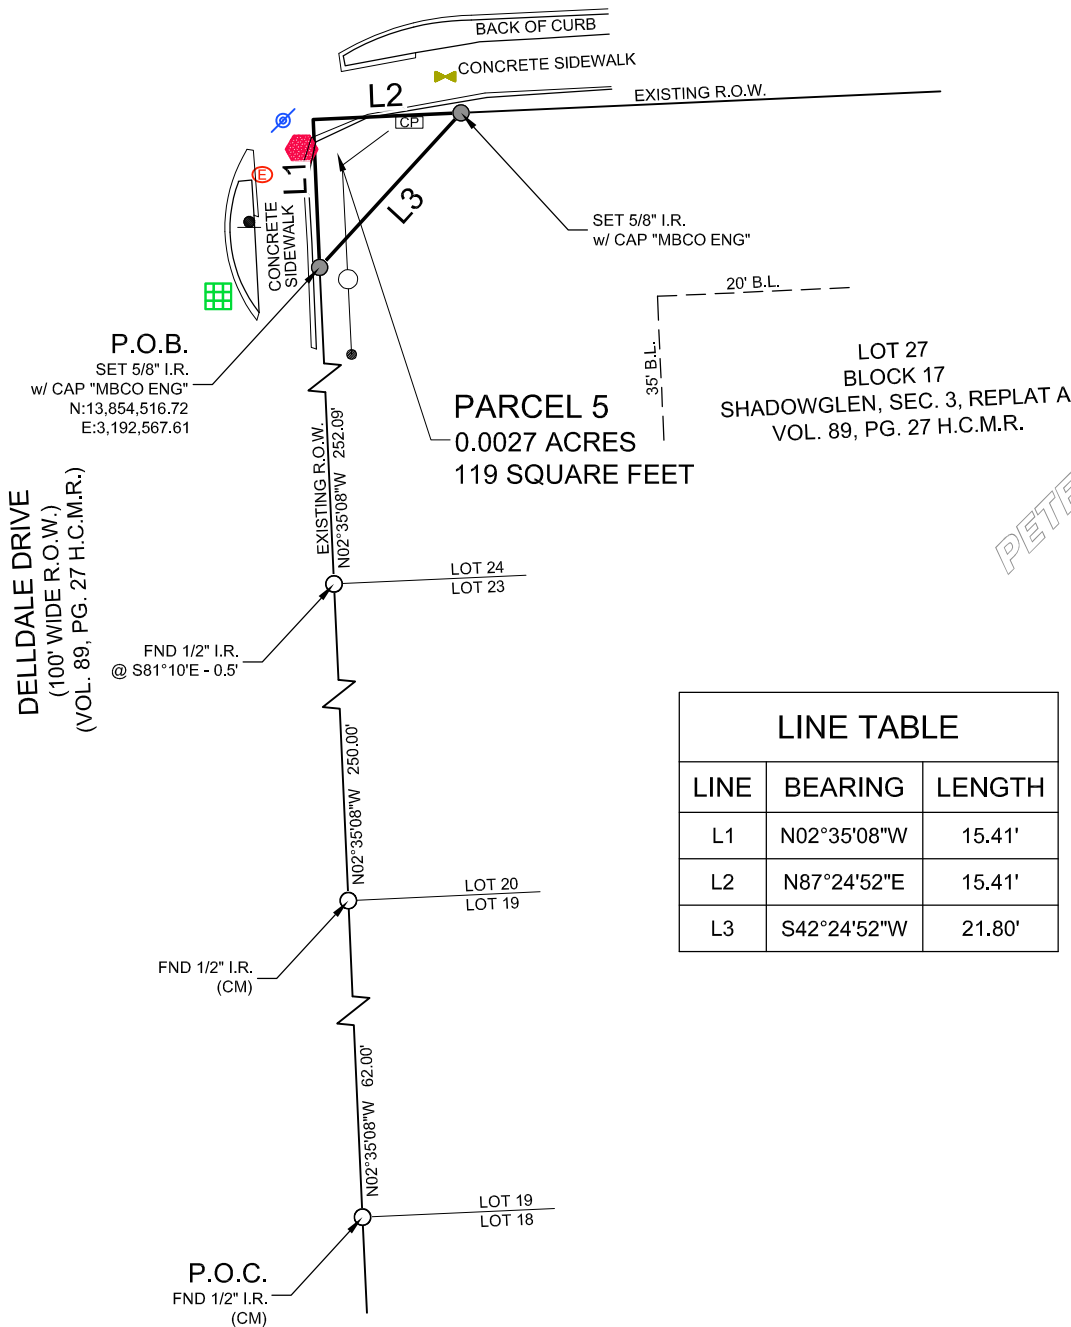 BACK OF CURB
CONCRETE SIDEWALK
L2
EXISTING R.O.W.
CP
E
L1
L3
CONCRETE
SIDEWALK
SET 5/8" I.R.
w/ CAP "MBCO ENG"
20' B.L.
35' B.L.
LOT 27
BLOCK 17
SHADOWGLEN, SEC. 3, REPLAT A
VOL. 89, PG. 27 H.C.M.R.
P.O.B.
SET 5/8" I.R.
w/ CAP "MBCO ENG"
N:13,854,516.72
E:3,192,567.61
PARCEL 5
0.0027 ACRES
119 SQUARE FEET
EXISTING R.O.W.
N02°35'08"W 252.09'
DELLDALE DRIVE
(100' WIDE R.O.W.)
(VOL. 89, PG. 27 H.C.M.R.)
LOT 24
LOT 23
FND 1/2" I.R.
@ S81°10'E - 0.5'
N02°35'08"W 250.00'
LOT 20
LOT 19
FND 1/2" I.R.
(CM)
N02°35'08"W 62.00'
LOT 19
LOT 18
P.O.C.
FND 1/2" I.R.
(CM)
LINE TABLE
LINE BEARING LENGTH
L1 N02°35'08"W 15.41'
L2 N87°24'52"E 15.41'
L3 S42°24'52"W 21.80'